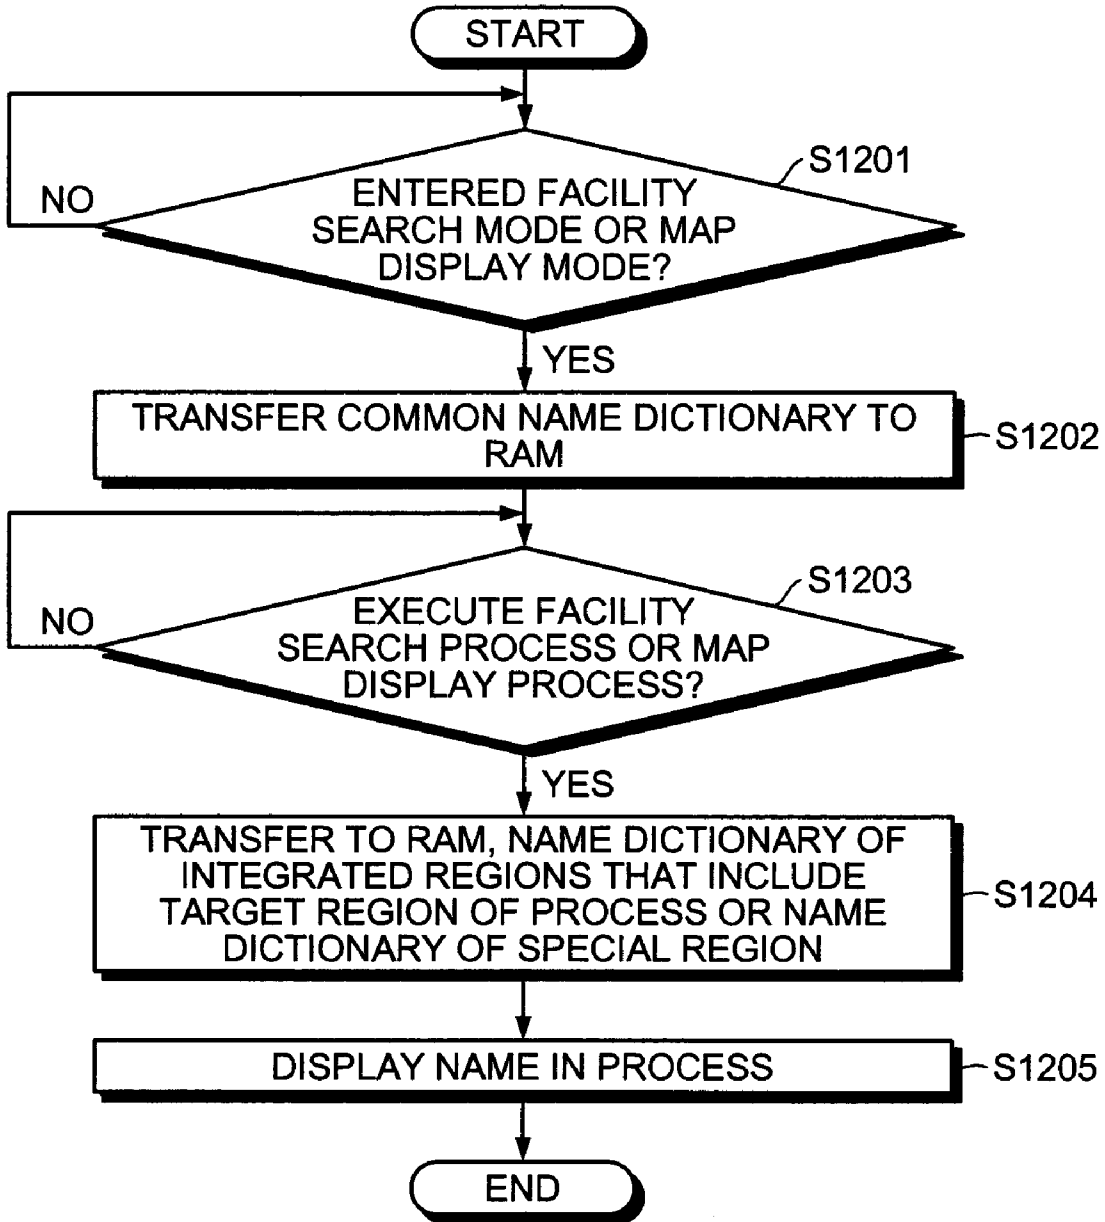 START
S1201
ENTERED FACILITY
SEARCH MODE OR MAP
DISPLAY MODE?
NO
YES
TRANSFER COMMON NAME DICTIONARY TO
RAM
S1202
S1203
EXECUTE FACILITY
SEARCH PROCESS OR MAP
DISPLAY PROCESS?
NO
YES
TRANSFER TO RAM, NAME DICTIONARY OF
INTEGRATED REGIONS THAT INCLUDE
TARGET REGION OF PROCESS OR NAME
DICTIONARY OF SPECIAL REGION
S1204
DISPLAY NAME IN PROCESS
S1205
END